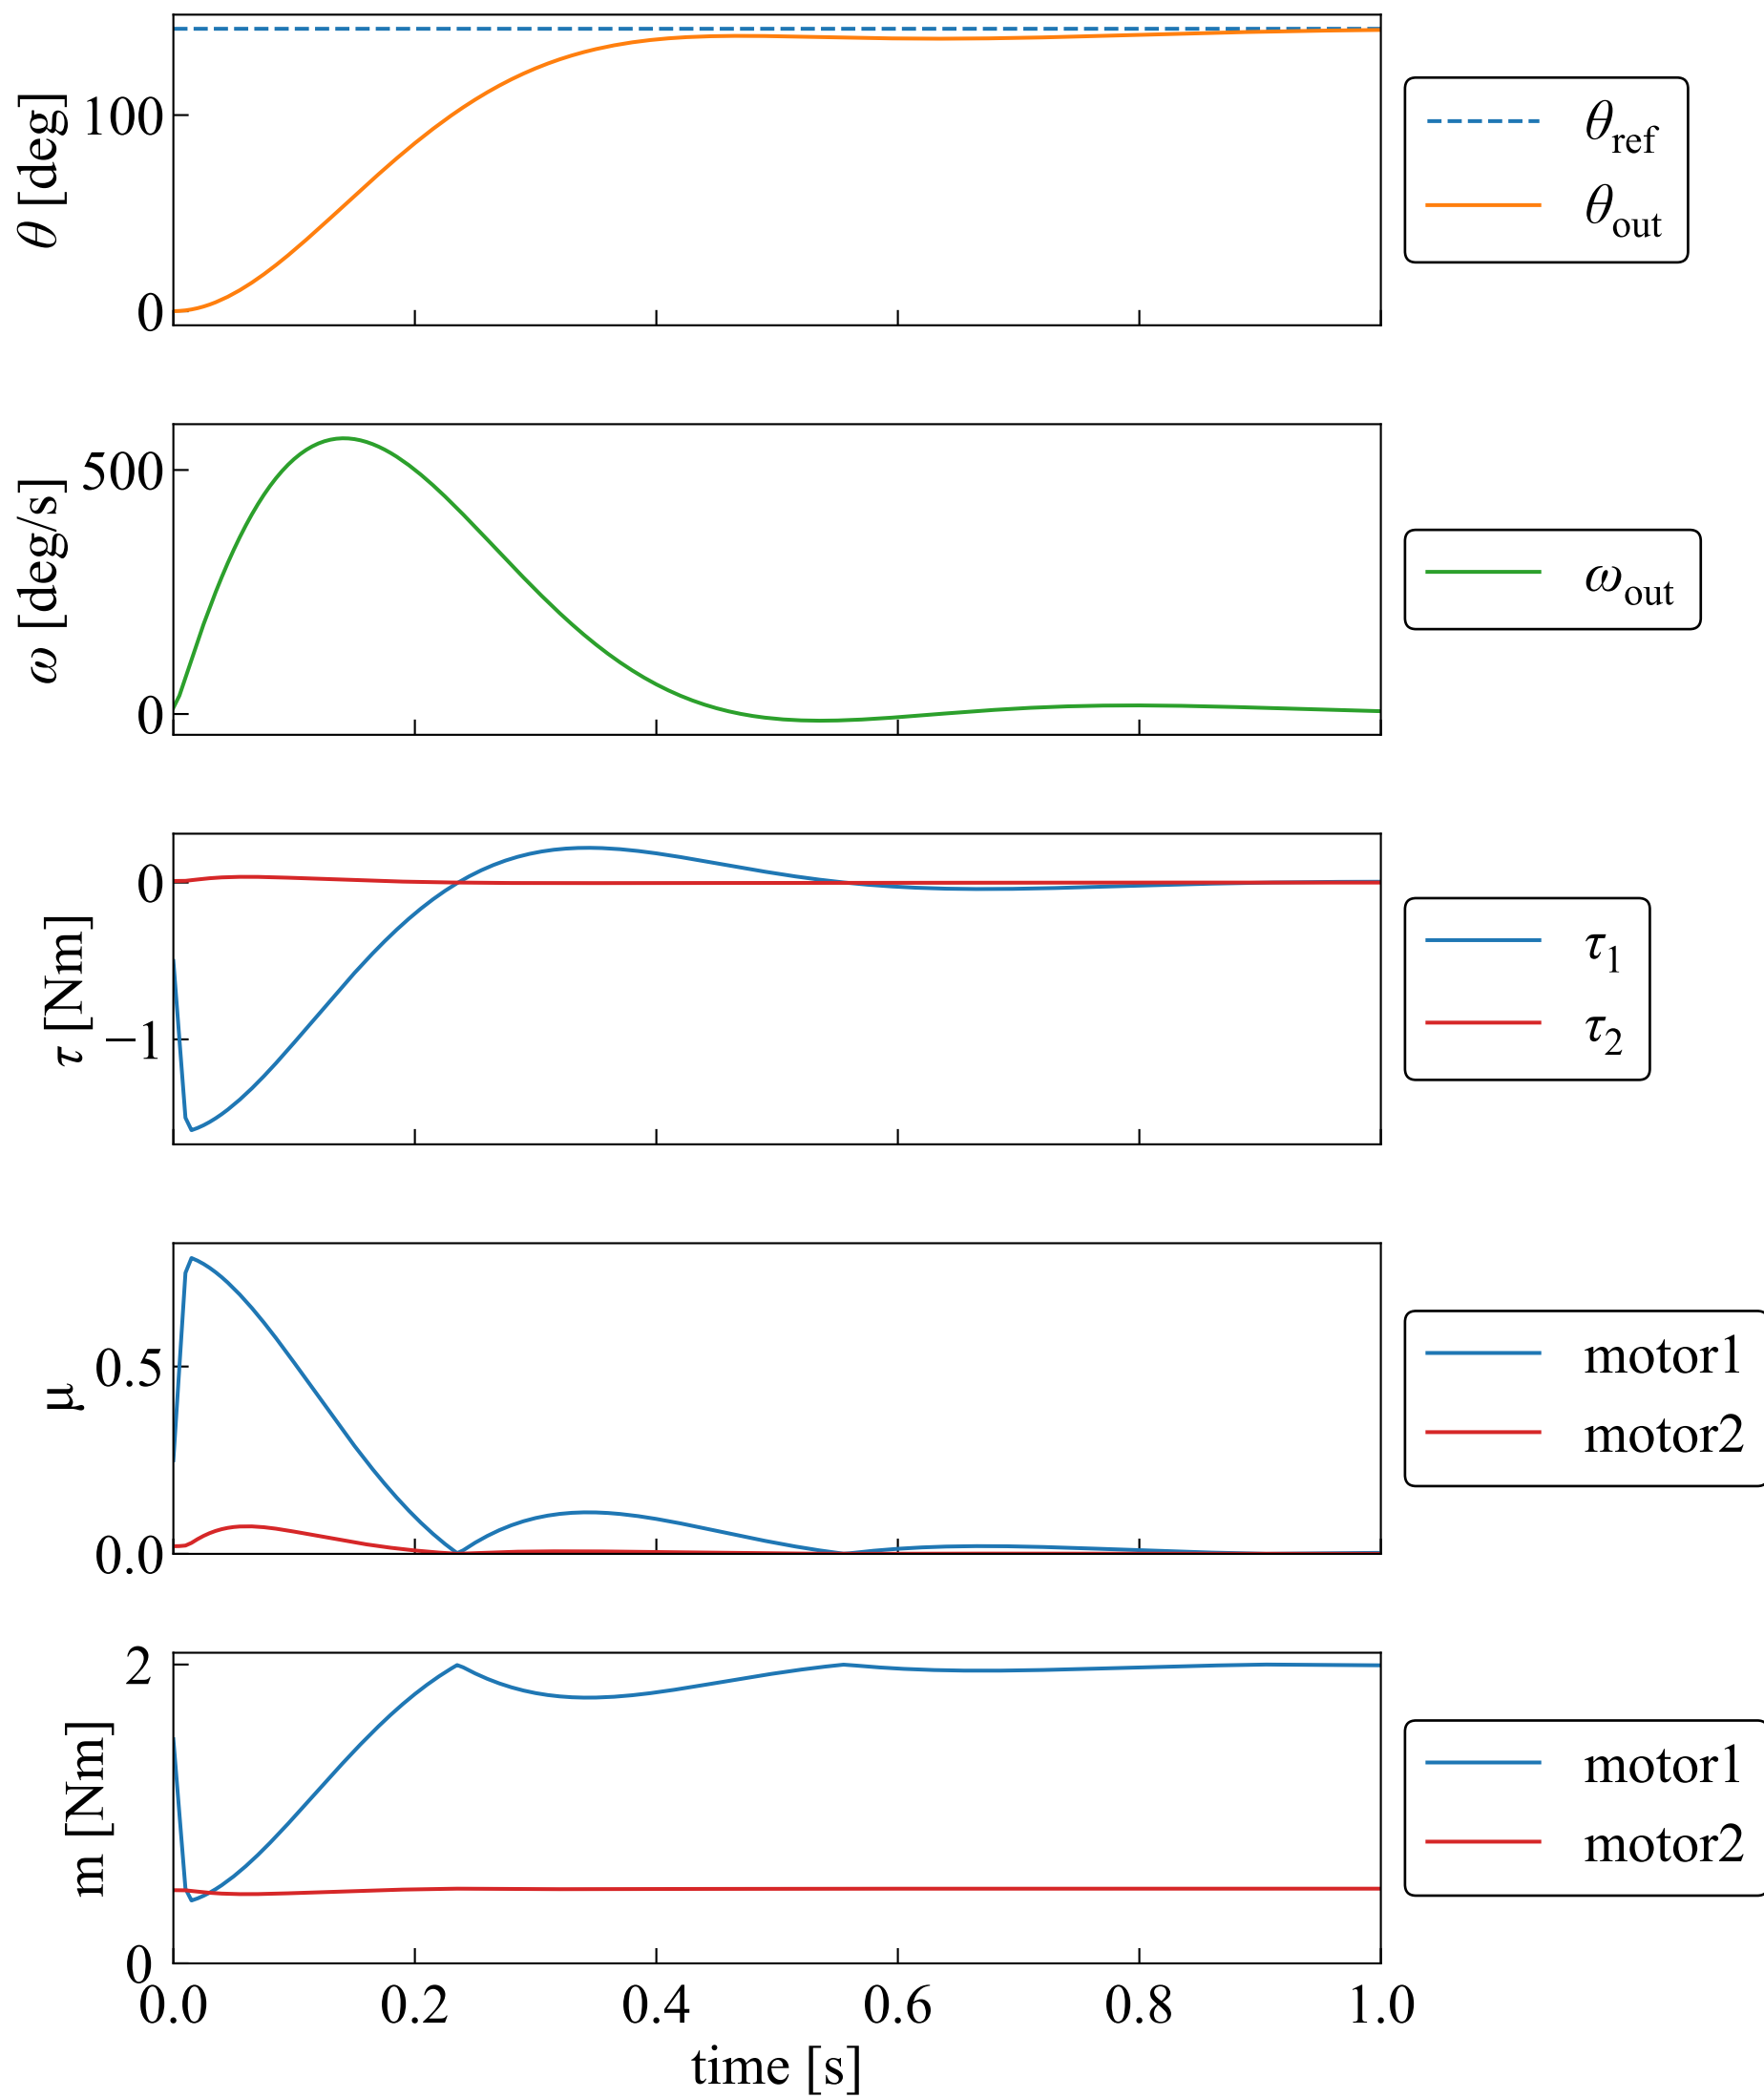 θ [deg]
100
0
θref
θout
ω [deg/s]
500
0
ωout
τ [Nm]
0
−1
τ1
τ2
μ
0.5
0.0
motor1
motor2
m [Nm]
2
0
motor1
motor2
0.0 0.2 0.4 0.6 0.8 1.0
time [s]